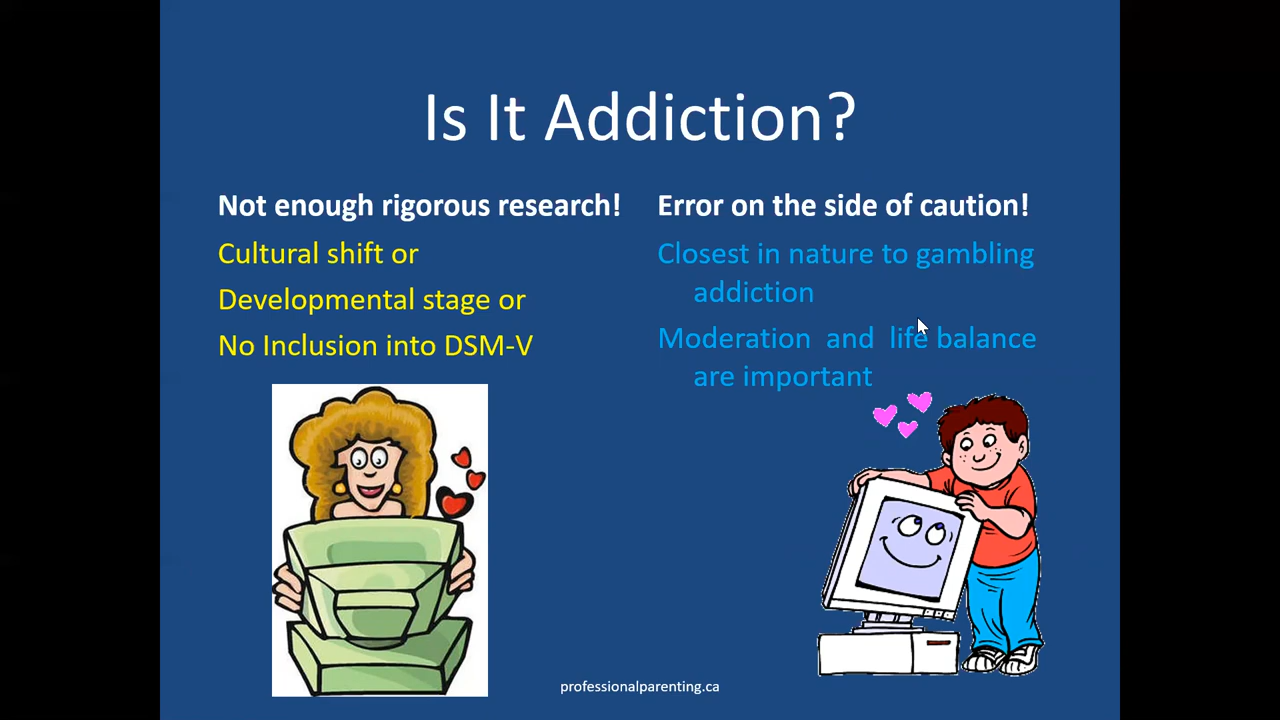 Is It Addiction?
Not enough rigorous research!
Cultural shift or
Developmental stage or
No Inclusion into DSM-V
Error on the side of caution!
Closest in nature to gambling
addiction
Moderation and life balance
are important
professionalparenting.ca